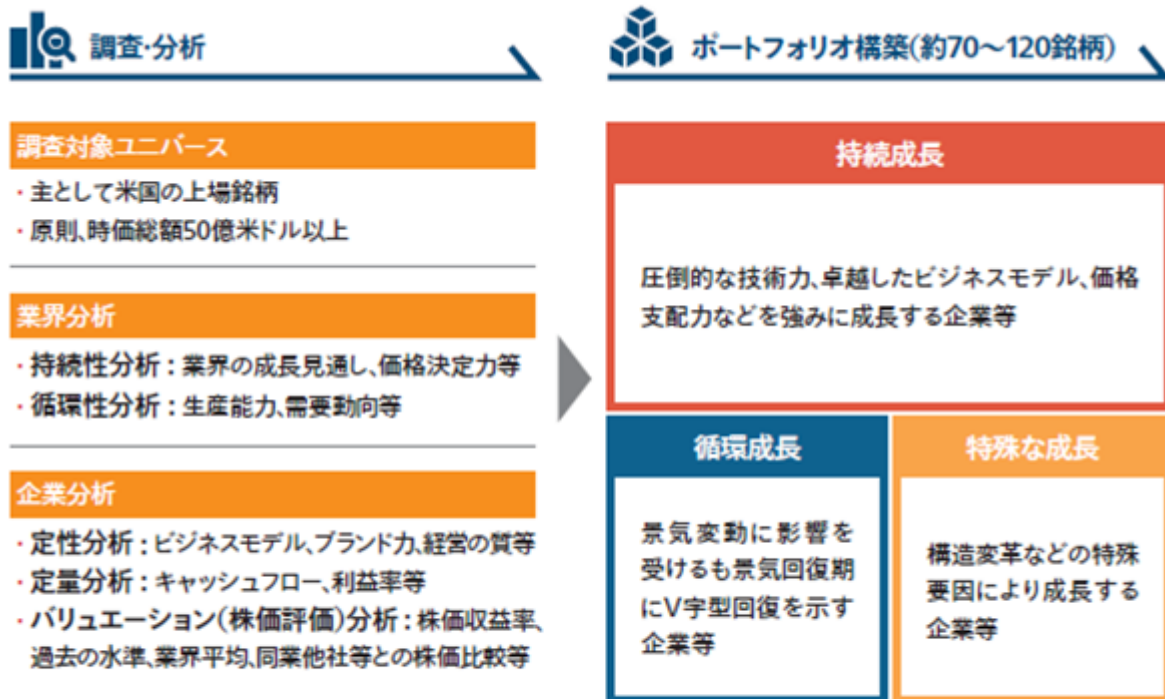 調査・分析
調査対象ユニバース
・主として米国の上場銘柄
・原則、時価総額50億米ドル以上
業界分析
・持続性分析：業界の成長見通し、価格決定力等
・循環性分析：生産能力、需要動向等
企業分析
・定性分析：ビジネスモデル、ブランド力、経営の質等
・定量分析：キャッシュフロー、利益率等
・バリュエーション(株価評価)分析：株価収益率、
過去の水準、業界平均、同業他社等との株価比較等
ポートフォリオ構築(約70～120銘柄)
持続成長
圧倒的な技術力、卓越したビジネスモデル、価格
支配力などを強みに成長する企業等
循環成長
景気変動に影響を
受けるも景気回復期
にV字型回復を示す
企業等
特殊な成長
構造変革などの特殊
要因により成長する
企業等